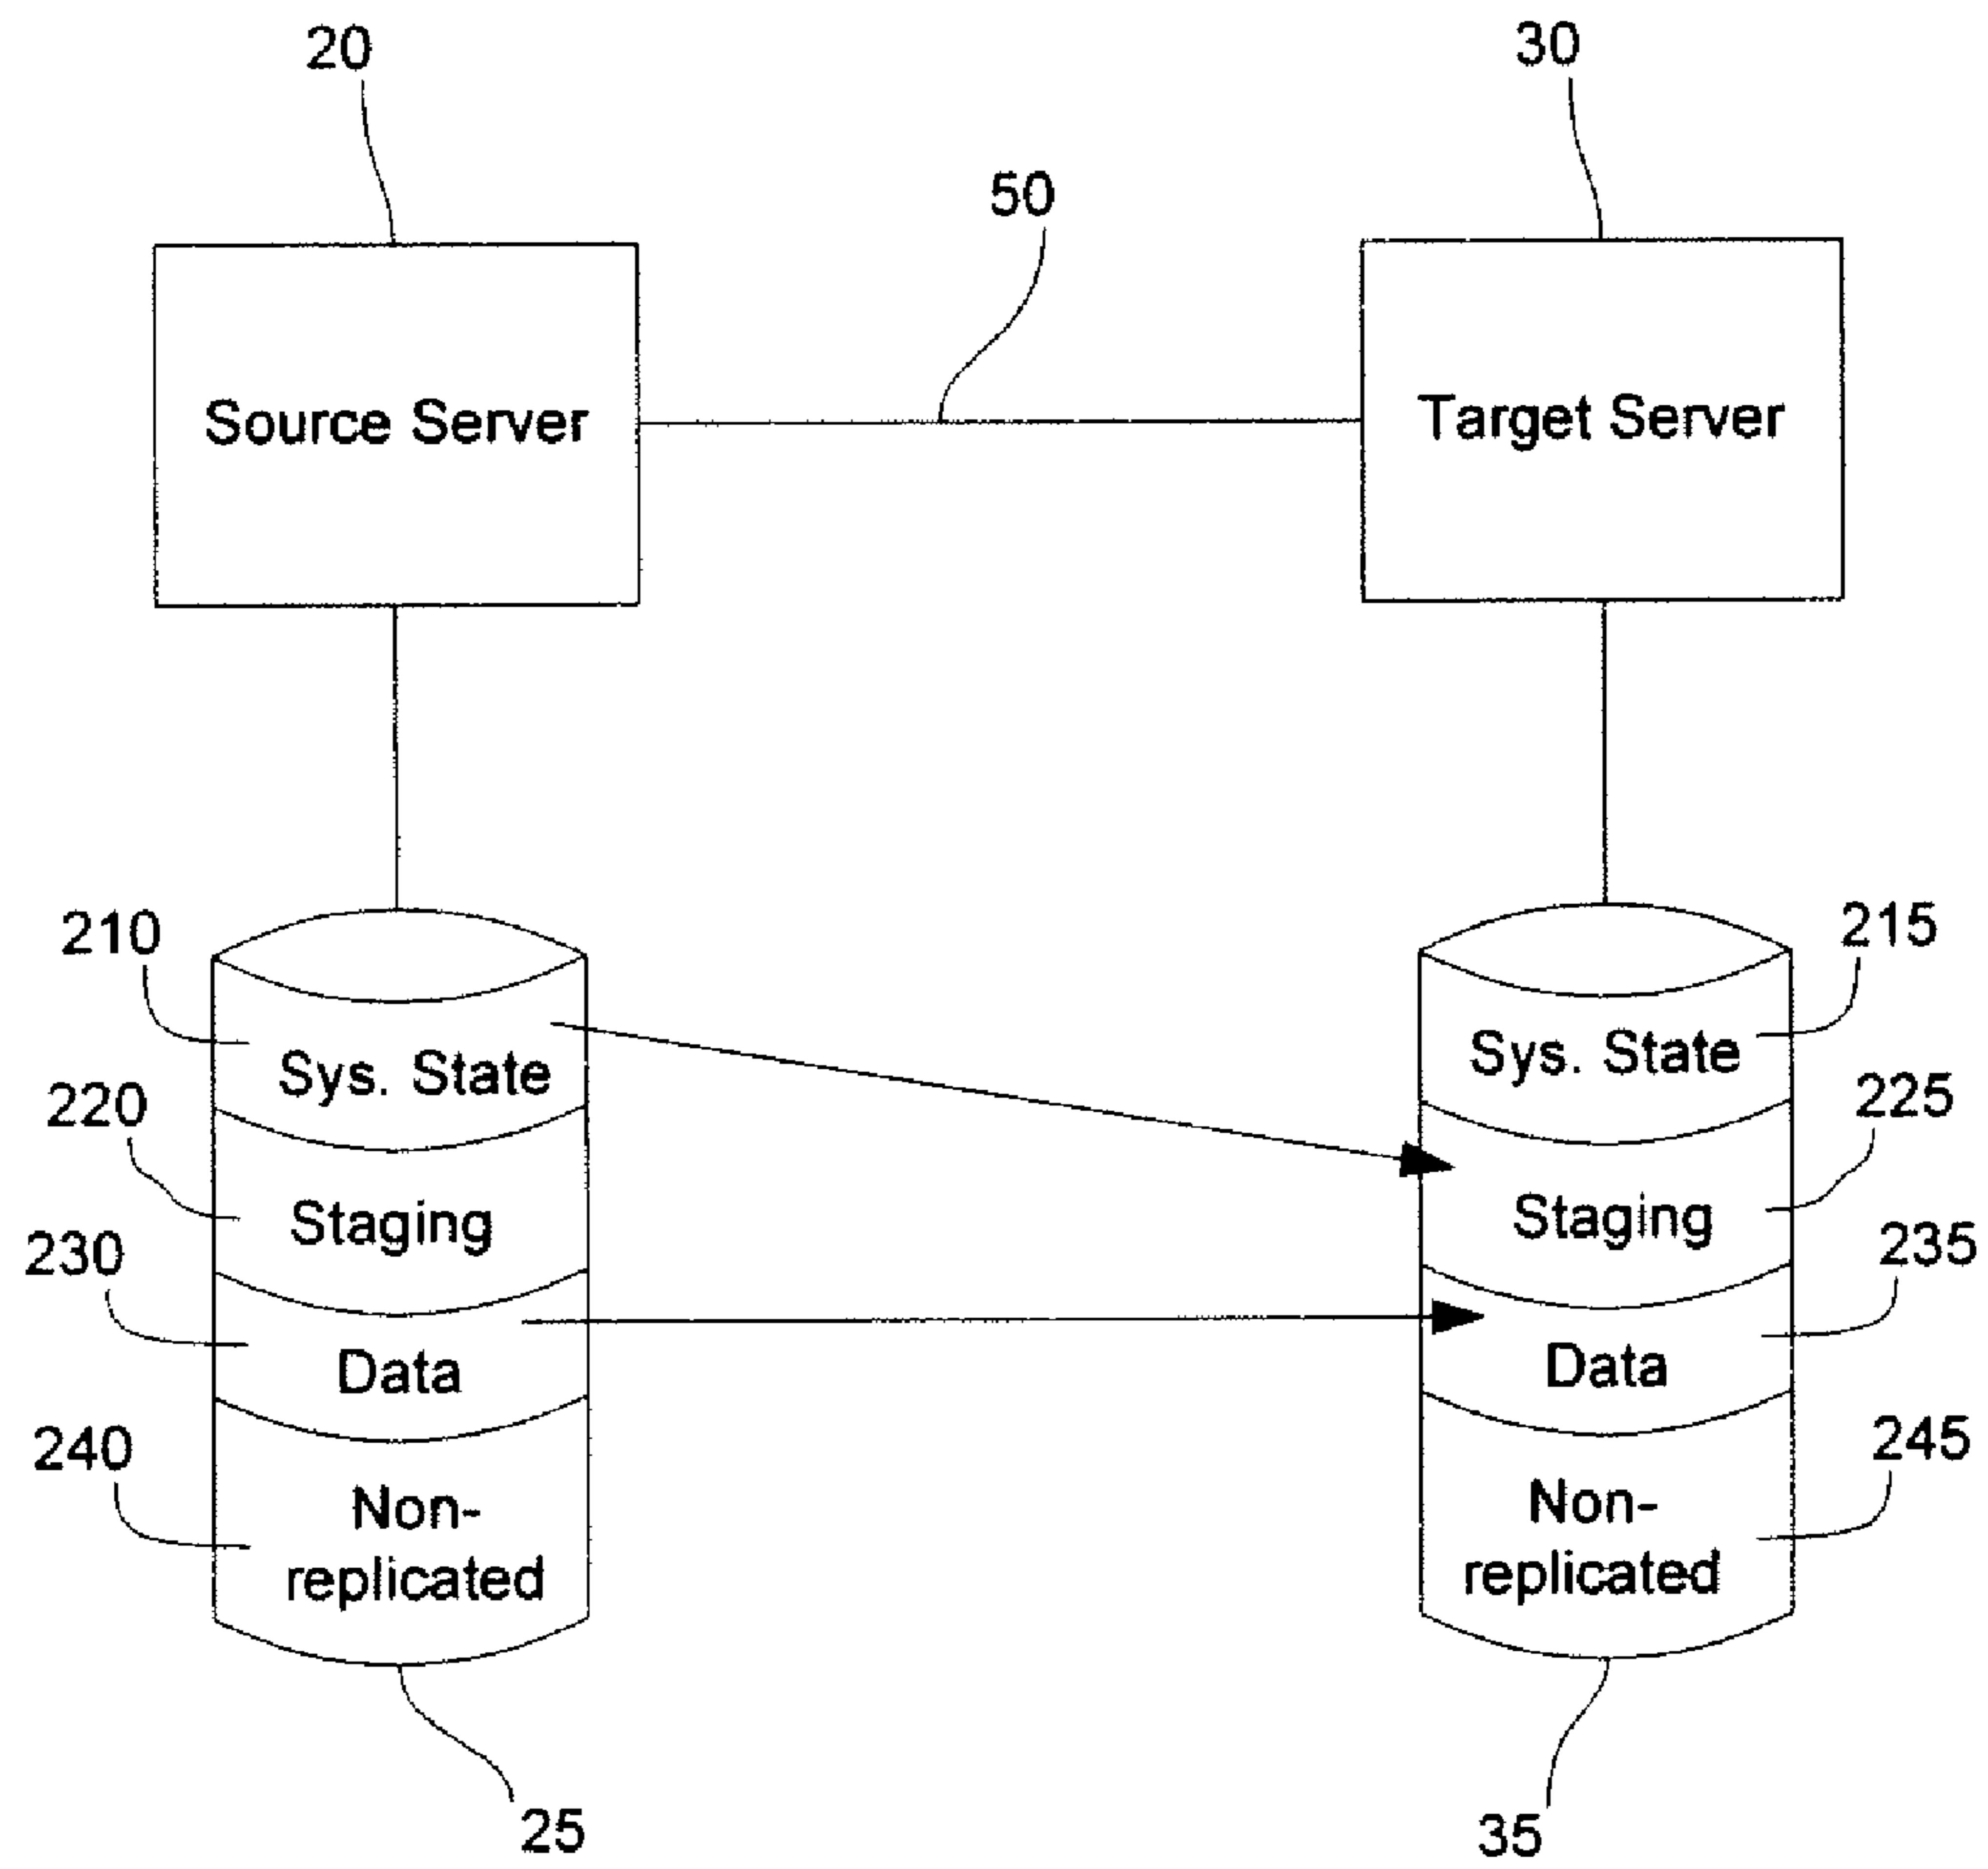 20
30
50
Source Server
Target Server
210
215
Sys. State
Sys. State
220
225
Staging
Staging
230
235
Data
Data
240
245
Non-
replicated
Non-
replicated
25
35